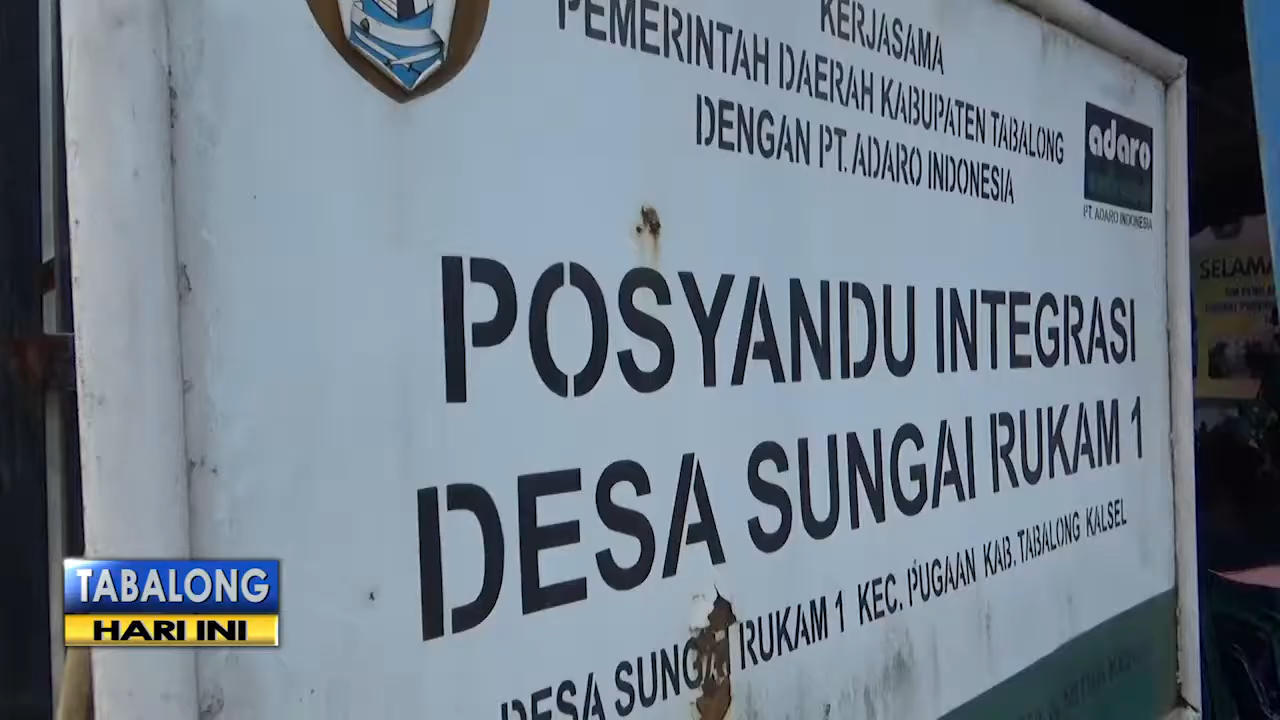 KERJASAMA
PEMERINTAH DAERAH KABUPATEN TABALONG
DENGAN PT. ADARO INDONESIA
adaro
PT. ADARO INDONESIA
POSYANDU INTEGRASI
DESA SUNGAI RUKAM 1
DESA SUNGAI RUKAM 1 KEC. PUGAAN KAB. TABALONG KALSEL
SELAMA
TABALONG
HARI INI